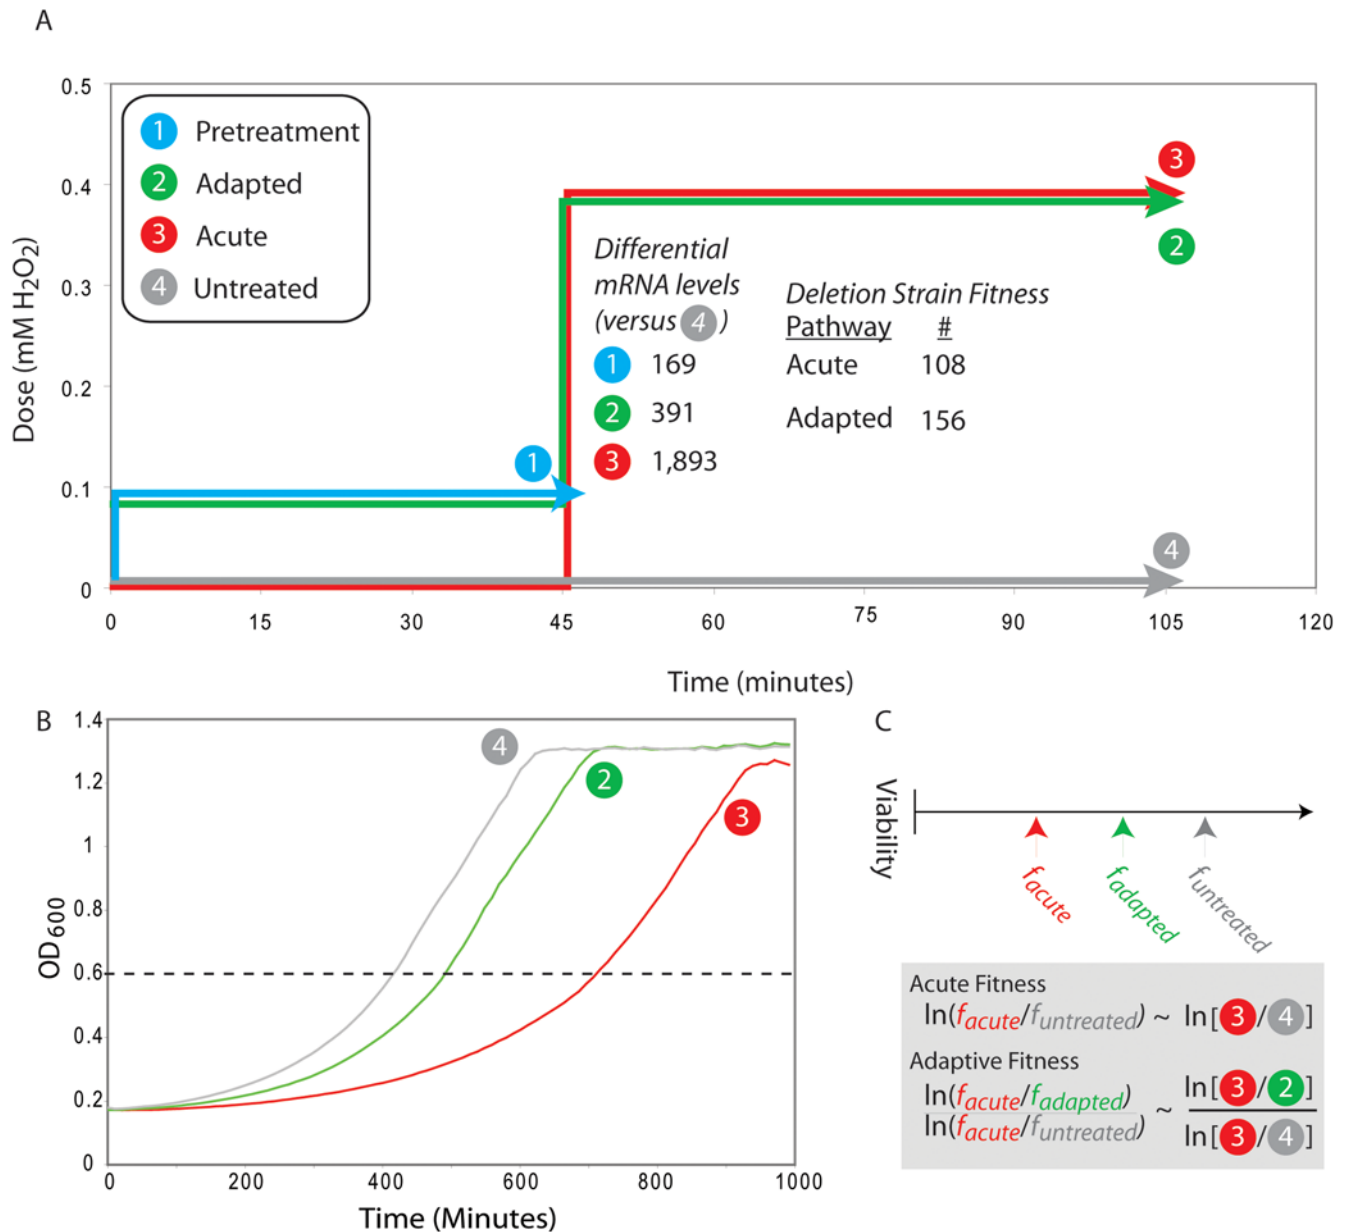 A
0.5
0.4
0.3
0.2
0.1
0
Dose (mM H2O2)
1 Pretreatment
2 Adapted
3 Acute
4 Untreated
3
2
1
4
Differential
mRNA levels
(versus 4)
1 169
2 391
3 1,893
Deletion Strain Fitness
Pathway #
Acute 108
Adapted 156
0 15 30 45 60 75 90 105 120
Time (minutes)
B
1.4
1.2
1
0.8
0.6
0.4
0.2
0
OD600
4
2
3
0 200 400 600 800 1000
Time (Minutes)
C
Viability
facute
fadapted
funtreated
Acute Fitness
ln(facute/funtreated) ~ ln[3/4]
Adaptive Fitness
ln(facute/fadapted) ~ ln[3/2]
ln(facute/funtreated) ln[3/4]